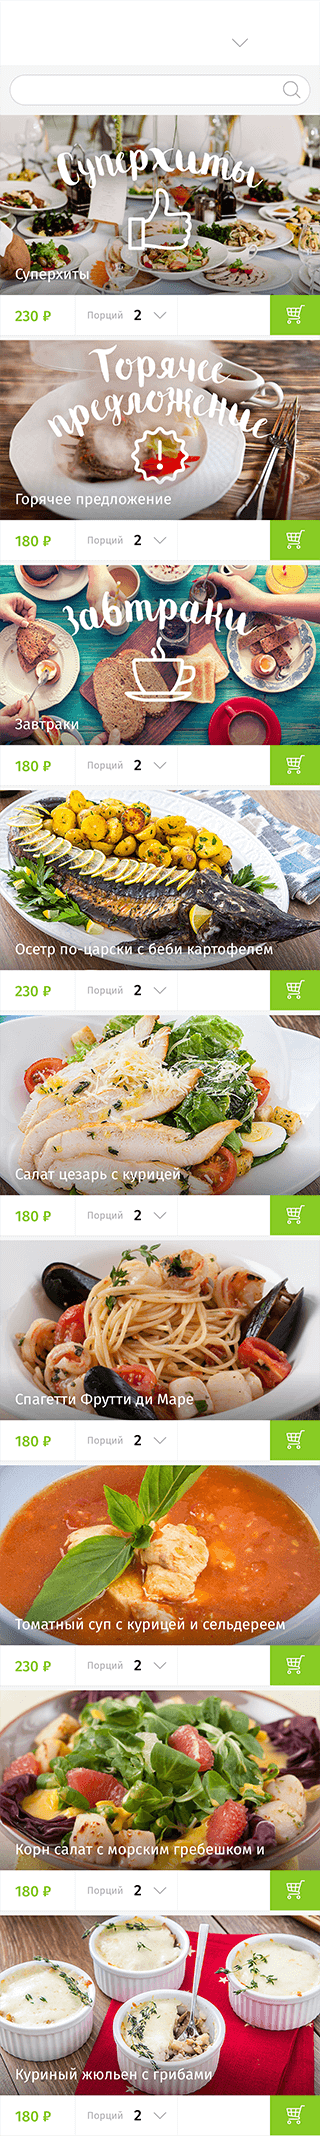 Суперхиты
Суперхиты
230 ₽ Порций 2
Горячее
предложение
!
Горячее предложение
180 ₽ Порций 2
завтраки
Завтраки
180 ₽ Порций 2
Осетр по-царски с беби картофелем
230 ₽ Порций 2
Салат цезарь с курицей
180 ₽ Порций 2
Спагетти Фрутти ди Маре
180 ₽ Порций 2
Томатный суп с курицей и сельдереем
230 ₽ Порций 2
Корн салат с морским гребешком и
180 ₽ Порций 2
Куриный жюльен с грибами
180 ₽ Порций 2